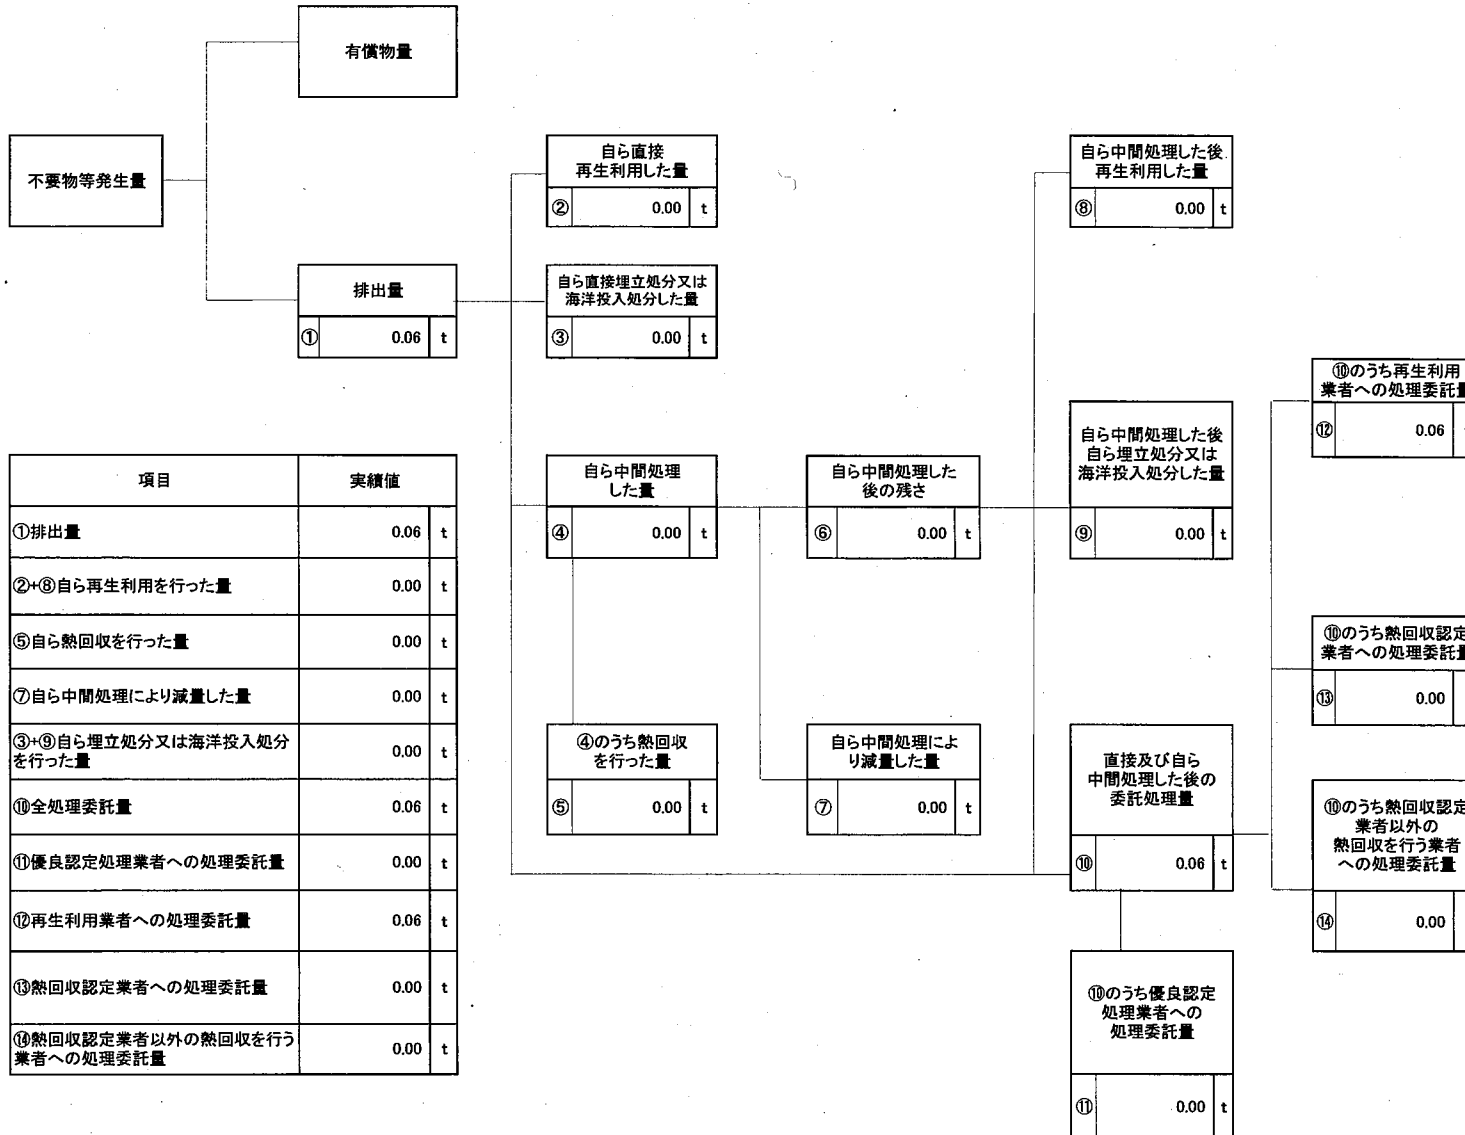 有償物量
不要物等発生量
排出量
① 0.06 t
自ら直接
再生利用した量
② 0.00 t
自ら直接埋立処分又は
海洋投入処分した量
③ 0.00 t
自ら中間処理
した量
④ 0.00 t
④のうち熱回収
を行った量
⑤ 0.00 t
自ら中間処理した
後の残さ
⑥ 0.00 t
自ら中間処理によ
り減量した量
⑦ 0.00 t
自ら中間処理した後
再生利用した量
⑧ 0.00 t
自ら中間処理した後
自ら埋立処分又は
海洋投入処分した量
⑨ 0.00 t
直接及び自ら
中間処理した後の
委託処理量
⑩ 0.06 t
⑩のうち優良認定
処理業者への
処理委託量
⑪ 0.00 t
⑩のうち再生利用
業者への処理委託量
⑫ 0.06
⑩のうち熱回収認定
業者への処理委託量
⑬ 0.00
⑩のうち熱回収認定
業者以外の
熱回収を行う業者
への処理委託量
⑭ 0.00
項目 実績値
①排出量 0.06 t
②+⑧自ら再生利用を行った量 0.00 t
⑤自ら熱回収を行った量 0.00 t
⑦自ら中間処理により減量した量 0.00 t
③+⑨自ら埋立処分又は海洋投入処分
を行った量 0.00 t
⑩全処理委託量 0.06 t
⑪優良認定処理業者への処理委託量 0.00 t
⑫再生利用業者への処理委託量 0.06 t
⑬熱回収認定業者への処理委託量 0.00 t
⑭熱回収認定業者以外の熱回収を行う
業者への処理委託量 0.00 t